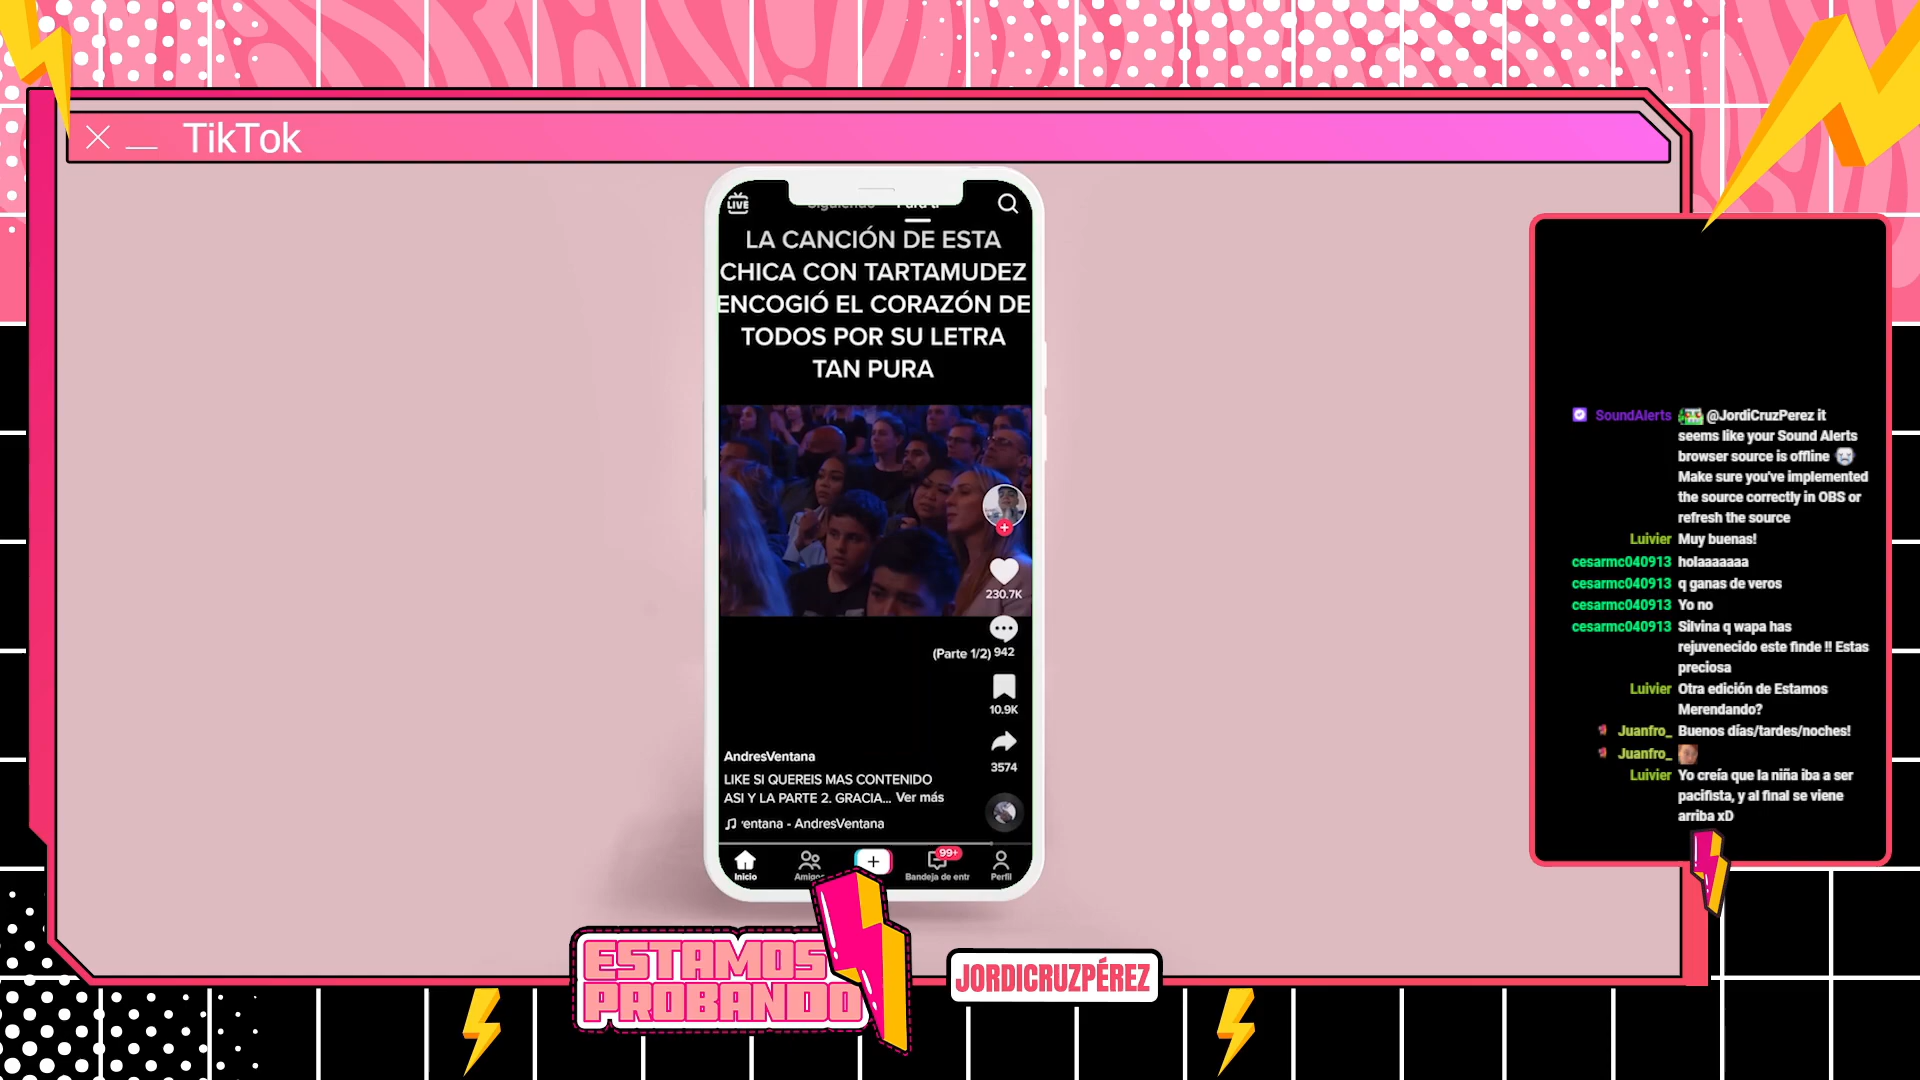 TikTok
LIVE
LA CANCIÓN DE ESTA
CHICA CON TARTAMUDEZ
ENCOGIÓ EL CORAZÓN DE
TODOS POR SU LETRA
TAN PURA
230.7K
(Parte 1/2) 942
10.9K
3574
AndresVentana
LIKE SI QUEREIS MAS CONTENIDO
ASI Y LA PARTE 2. GRACIA... Ver más
entana - AndresVentana
99+
Inicio
Bandeja de entr
Perfil
ESTAMOS
PROBANDO
JORDICRUZPÉREZ
SoundAlerts @JordiCruzPerez it
seems like your Sound Alerts
browser source is offline
Make sure you've implemented
the source correctly in OBS or
refresh the source
Luivier Muy buenas!
cesarmc040913 holaaaaaaa
cesarmc040913 q ganas de veros
cesarmc040913 Yo no
cesarmc040913 Silvina q wapa has
rejuvenecido este finde !! Estas
preciosa
Luivier Otra edición de Estamos
Merendando?
Juanfro_ Buenos días/tardes/noches!
Juanfro_
Luivier Yo creía que la niña iba a ser
pacifista, y al final se viene
arriba xD